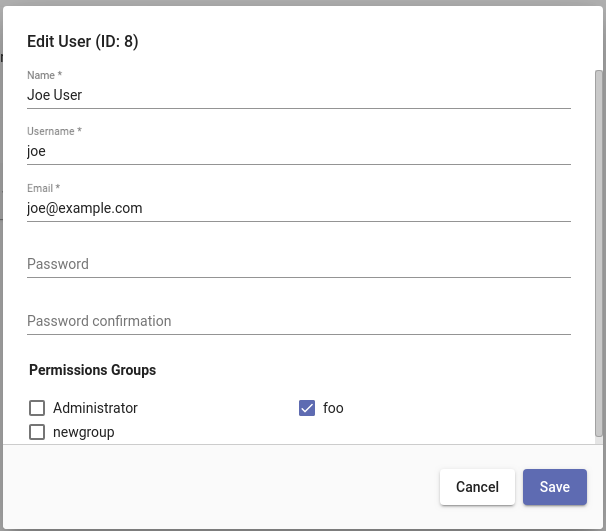 Edit User (ID: 8)
Name *
Joe User
Username *
joe
Email *
joe@example.com
Password
Password confirmation
Permissions Groups
Administrator foo
newgroup
Cancel Save